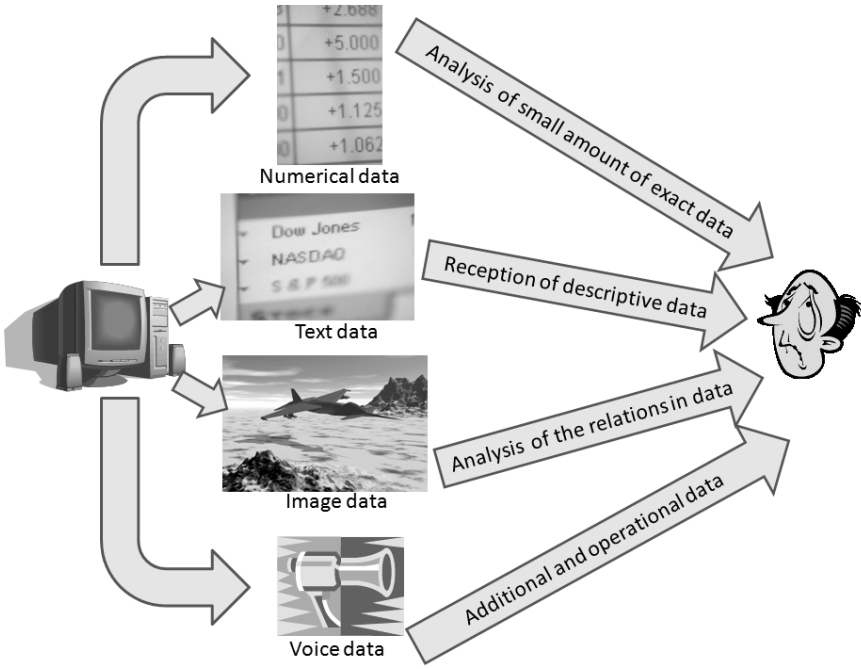 +2.688
+5.000
+1.500
+1.125
+1.062
Numerical data
Analysis of small amount of exact data
Dow Jones
NASDAQ
S & P 500
Text data
Reception of descriptive data
Image data
Analysis of the relations in data
Voice data
Additional and operational data